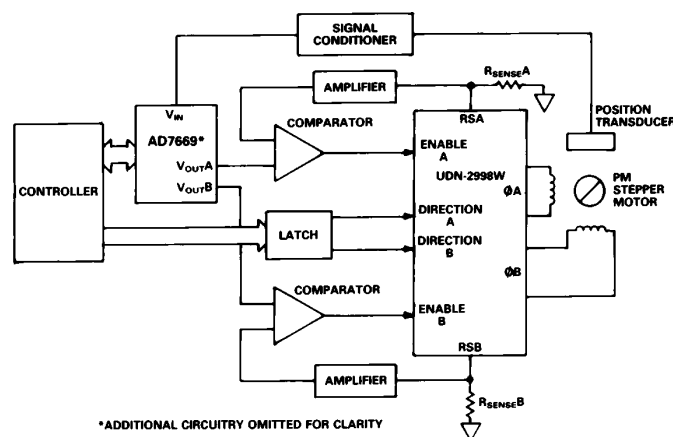 SIGNAL
CONDITIONER
AMPLIFIER
RSENSEA
VIN
AD7669*
COMPARATOR
RSA
POSITION
TRANSDUCER
ENABLE
A
UDN-2998W
VOUTA
VOUTB
CONTROLLER
ØA
PM
STEPPER
MOTOR
LATCH
DIRECTION
A
DIRECTION
B
COMPARATOR
ØB
ENABLE
B
RSB
AMPLIFIER
RSENSEB
*ADDITIONAL CIRCUITRY OMITTED FOR CLARITY